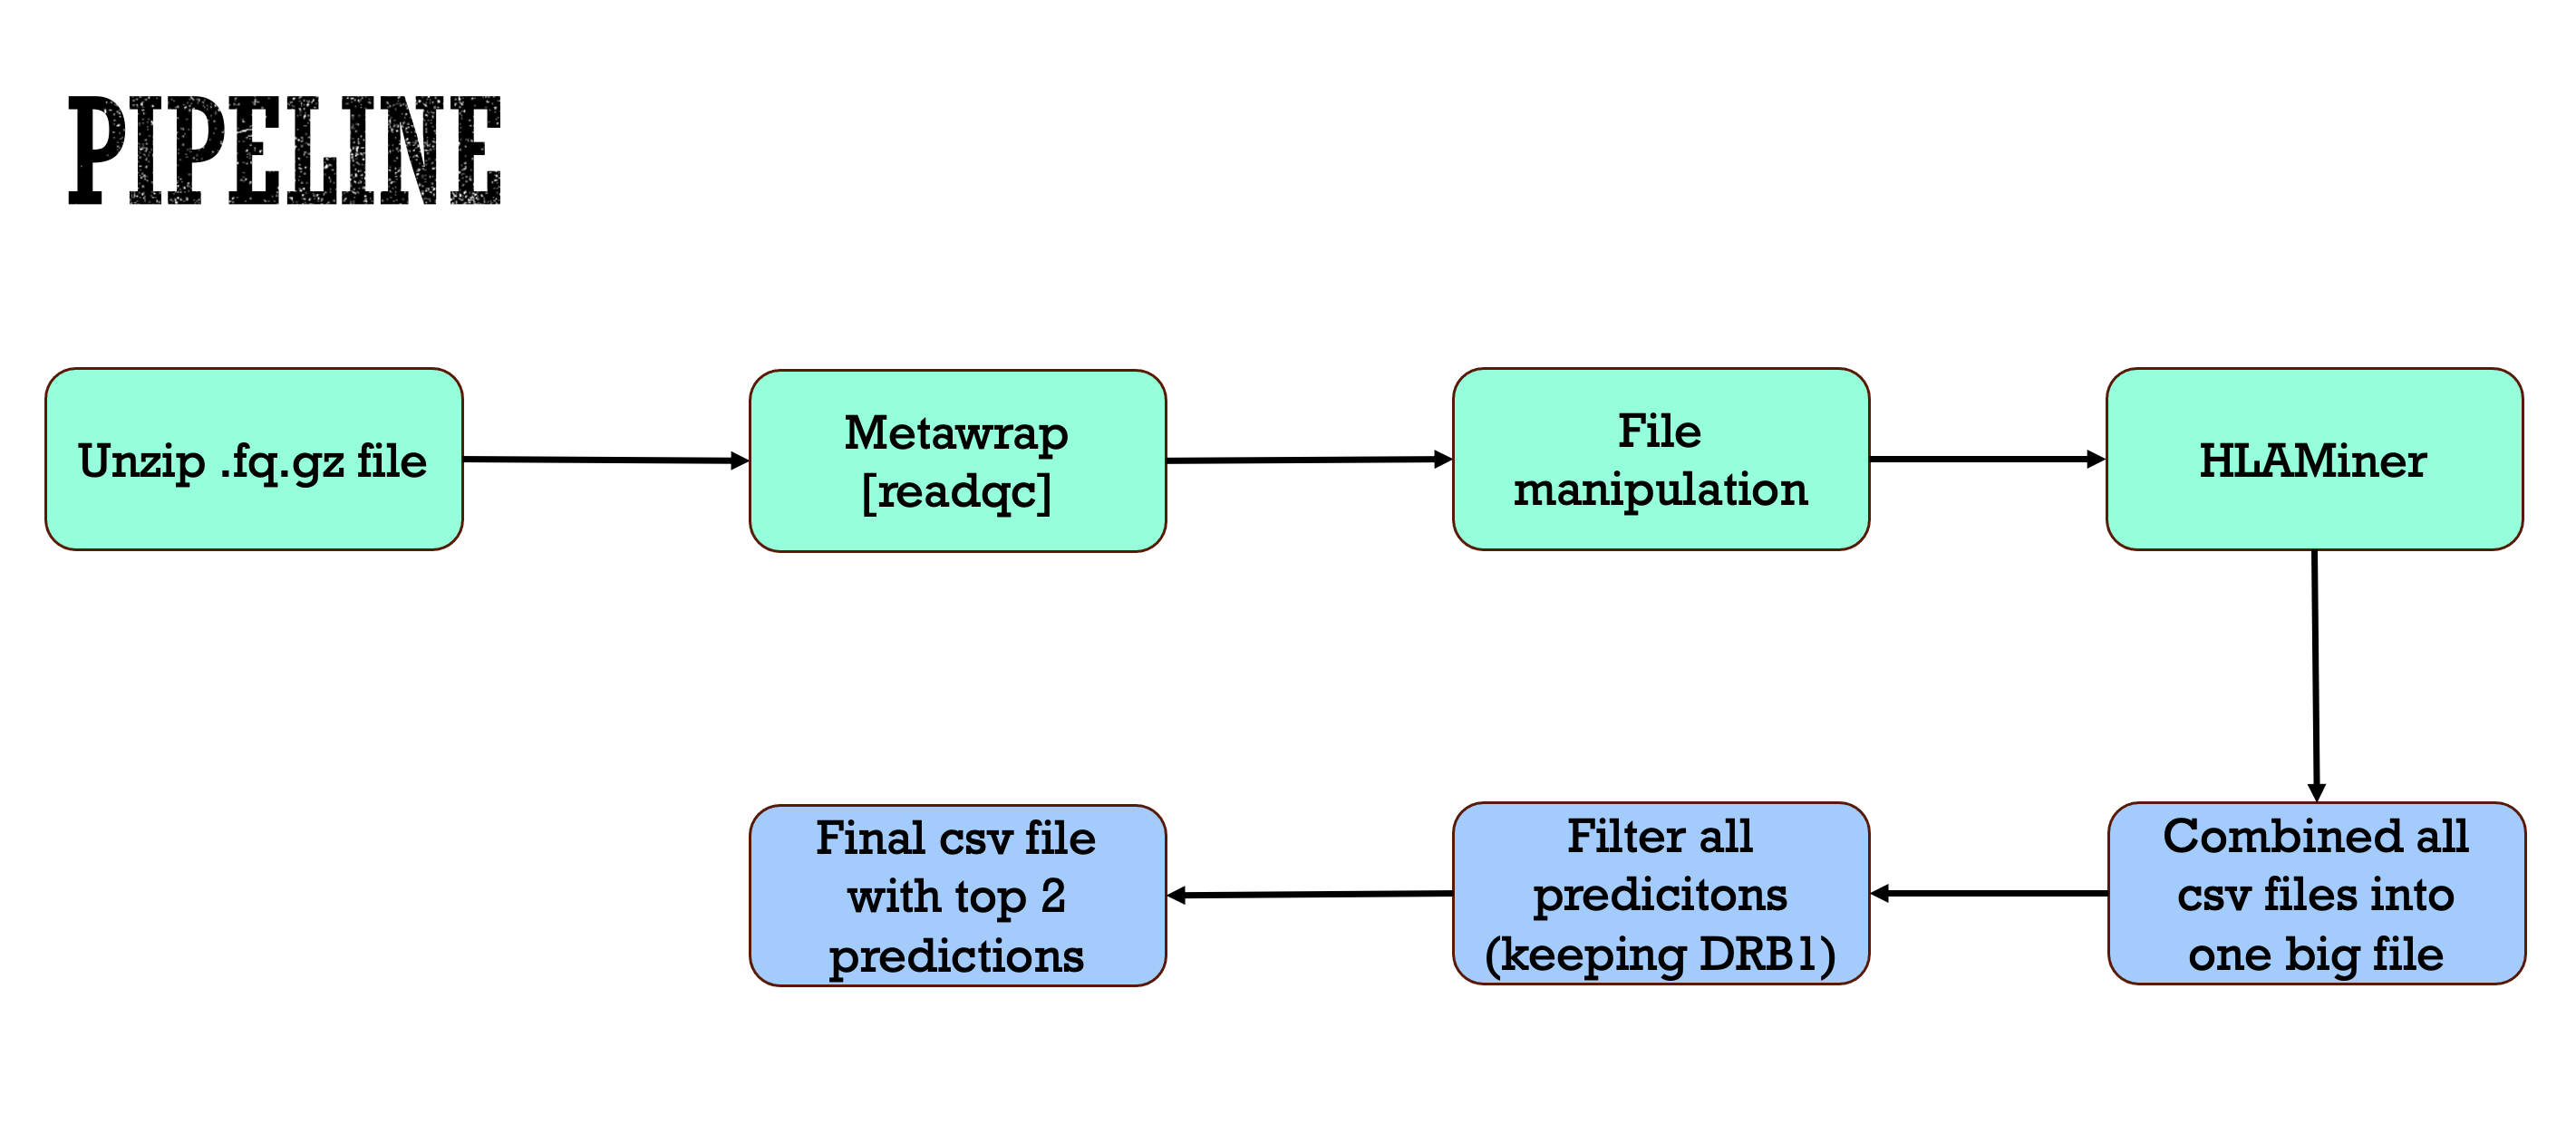 PIPELINE
Unzip .fq.gz file
Metawrap
[readqc]
File
manipulation
HLAMiner
Combined all
csv files into
one big file
Filter all
predicitons
(keeping DRB1)
Final csv file
with top 2
predictions